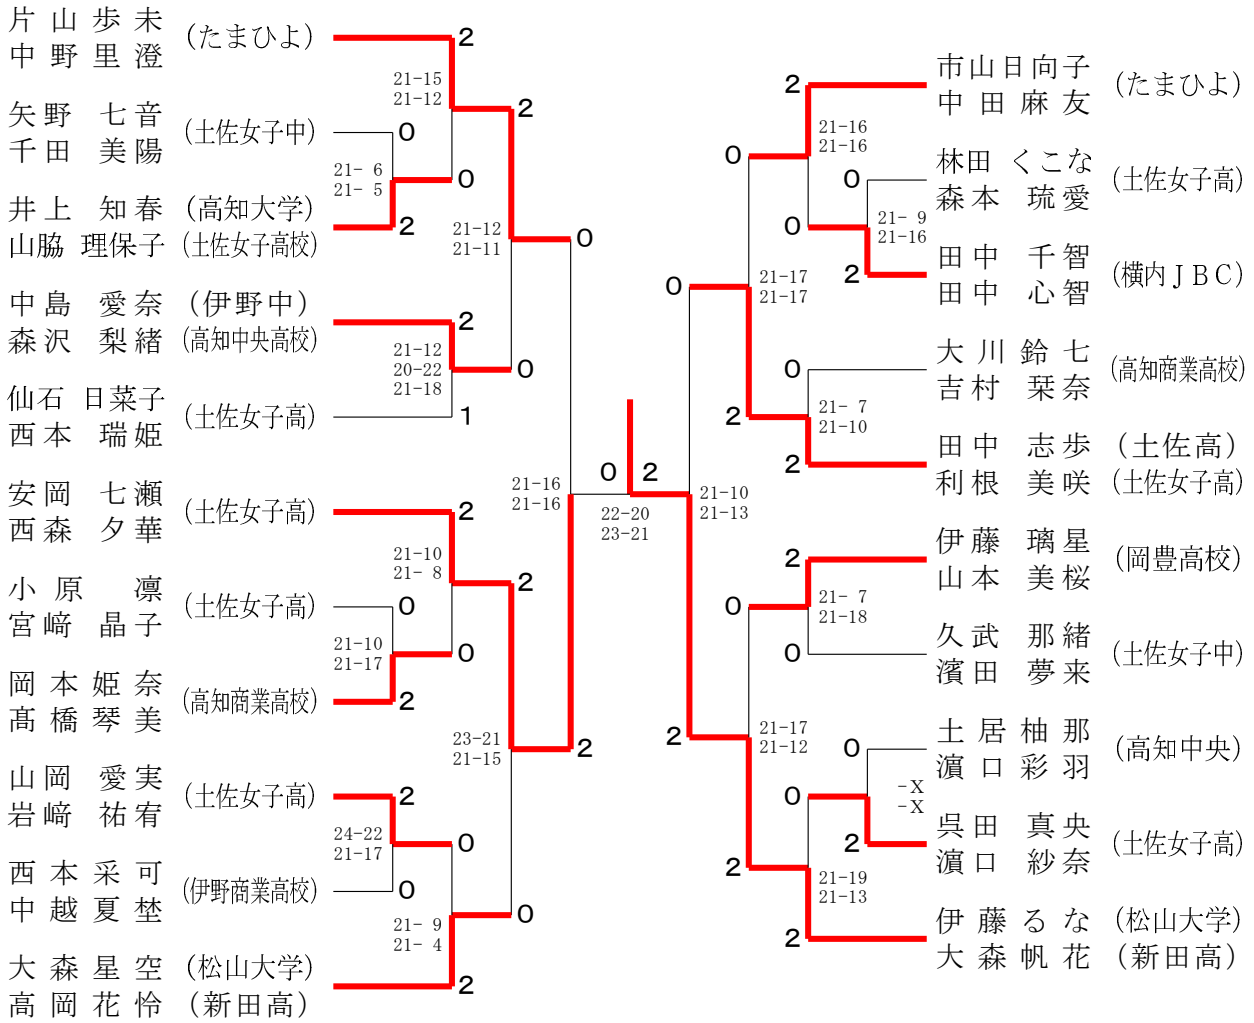 片山歩未 (たまひよ)
中野里澄
2
21-15
21-12
2
矢野 七音 (土佐女子中)
千田 美陽
0
21- 6
21- 5
0
井上 知春 (高知大学)
山脇 理保子 (土佐女子高校)
2
21-12
21-11
0
中島 愛奈 (伊野中)
森沢 梨緒 (高知中央高校)
2
21-12
20-22
21-18
0
仙石 日菜子 (土佐女子高)
西本 瑞姫
1
21-16
21-16
安岡 七瀬 (土佐女子高)
西森 夕華
2
21-10
21- 8
2
小原 凛 (土佐女子高)
宮﨑 晶子
0
21-10
21-17
0
岡本姫奈 (高知商業高校)
髙橋琴美
2
23-21
21-15
2
山岡 愛実 (土佐女子高)
岩﨑 祐宥
2
24-22
21-17
0
西本采可 (伊野商業高校)
中越夏埜
0
21- 9
21- 4
0
大森星空 (松山大学)
高岡花怜 (新田高)
2
0 2
22-20
23-21
市山日向子 (たまひよ)
中田麻友
2
21-16
21-16
0
林田 くこな (土佐女子高)
森本 琉愛
0
21- 9
21-16
0
田中 千智 (横内JBC)
田中 心智
2
21-17
21-17
0
大川鈴七 (高知商業高校)
吉村 栞奈
0
21- 7
21-10
2
田中 志歩 (土佐高)
利根 美咲 (土佐女子高)
2
21-10
21-13
伊藤 璃星 (岡豊高校)
山本 美桜
2
21- 7
21-18
0
久武 那緒 (土佐女子中)
濱田 夢来
0
21-17
21-12
2
土居柚那 (高知中央)
濵口彩羽
0
-X
-X
0
呉田 真央 (土佐女子高)
濵口 紗奈
2
21-19
21-13
2
伊藤るな (松山大学)
大森帆花 (新田高)
2